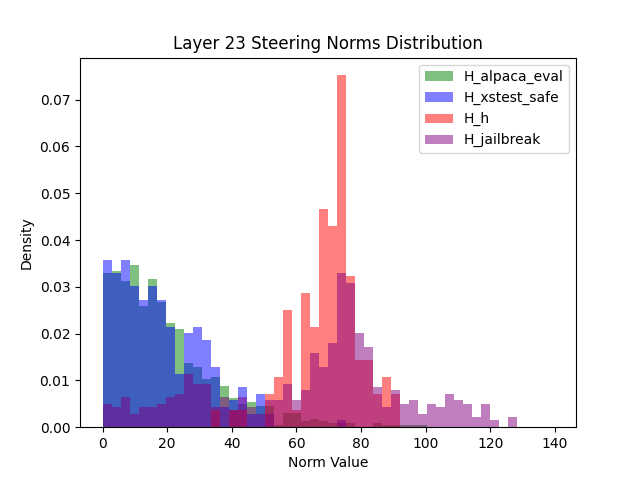 Layer 23 Steering Norms Distribution
H_alpaca_eval
H_xstest_safe
H_h
H_jailbreak
Density
0.07
0.06
0.05
0.04
0.03
0.02
0.01
0.00
0 20 40 60 80 100 120 140
Norm Value